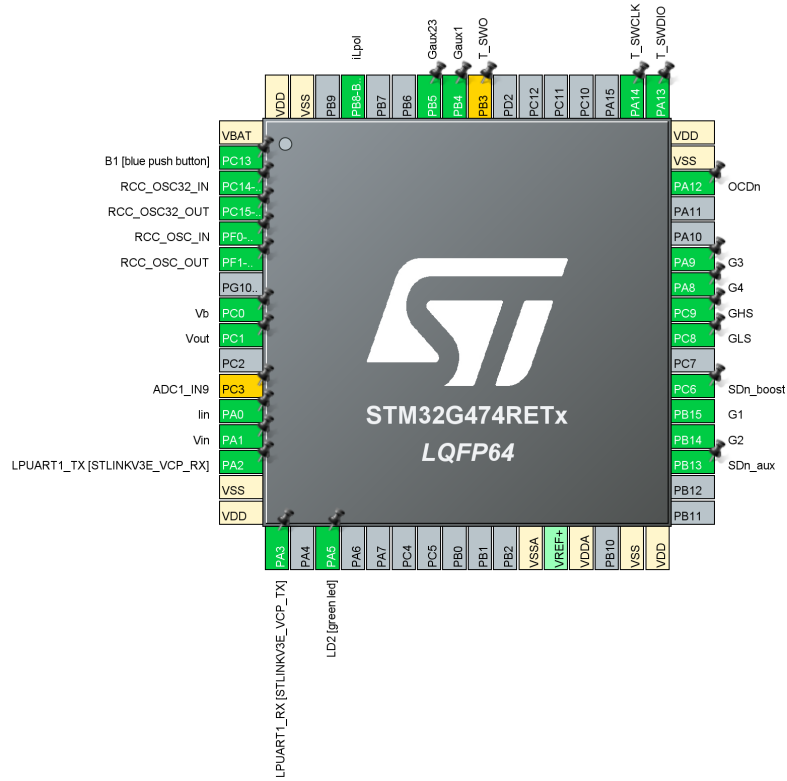 iLpol
Gaux23
Gaux1
T_SWO
T_SWCLK
T_SWDIO
VDD
VSS
PB9
PB8-B..
PB7
PB6
PB5
PB4
PB3
PD2
PC12
PC11
PC10
PA15
PA14
PA13
VBAT
B1 [blue push button] PC13
RCC_OSC32_IN PC14-..
RCC_OSC32_OUT PC15-..
RCC_OSC_IN PF0-..
RCC_OSC_OUT PF1-..
PG10..
Vb PC0
Vout PC1
PC2
ADC1_IN9 PC3
Iin PA0
Vin PA1
LPUART1_TX [STLINKV3E_VCP_RX] PA2
VSS
VDD
ST
STM32G474RETx
LQFP64
VDD
VSS
PA12 OCDn
PA11
PA10
PA9 G3
PA8 G4
PC9 GHS
PC8 GLS
PC7
PC6 SDn_boost
PB15 G1
PB14 G2
PB13 SDn_aux
PB12
PB11
PA3
PA4
PA5
PA6
PA7
PC4
PC5
PB0
PB1
PB2
VSSA
VREF+
VDDA
PB10
VSS
VDD
LPUART1_RX [STLINKV3E_VCP_TX]
LD2 [green led]